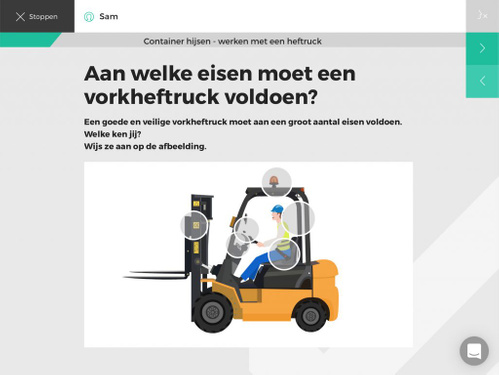 Stoppen
@ Sam
Container hijsen - werken met een heftruck
Aan welke eisen moet een
vorkheftruck voldoen?
Een goede en veilige vorkheftruck moet aan een groot aantal eisen voldoen.
Welke ken jij?
Wijs ze aan op de afbeelding.